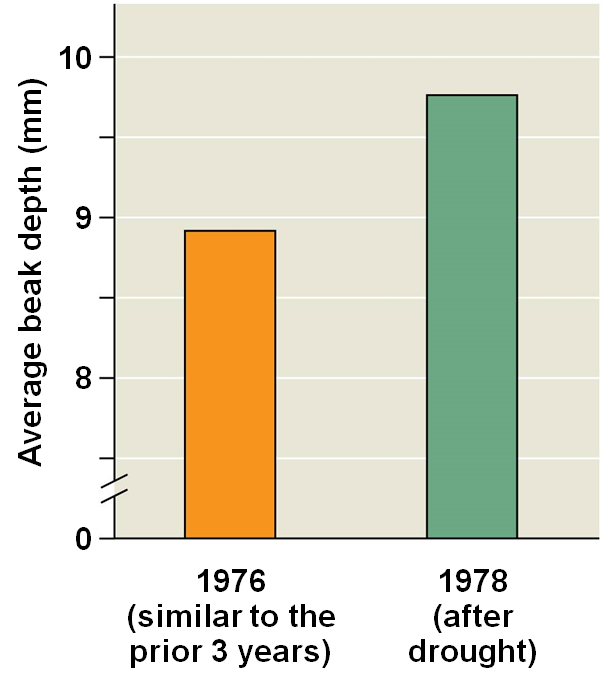 Average beak depth (mm)
10
9
8
0
1976
(similar to the
prior 3 years)
1978
(after
drought)